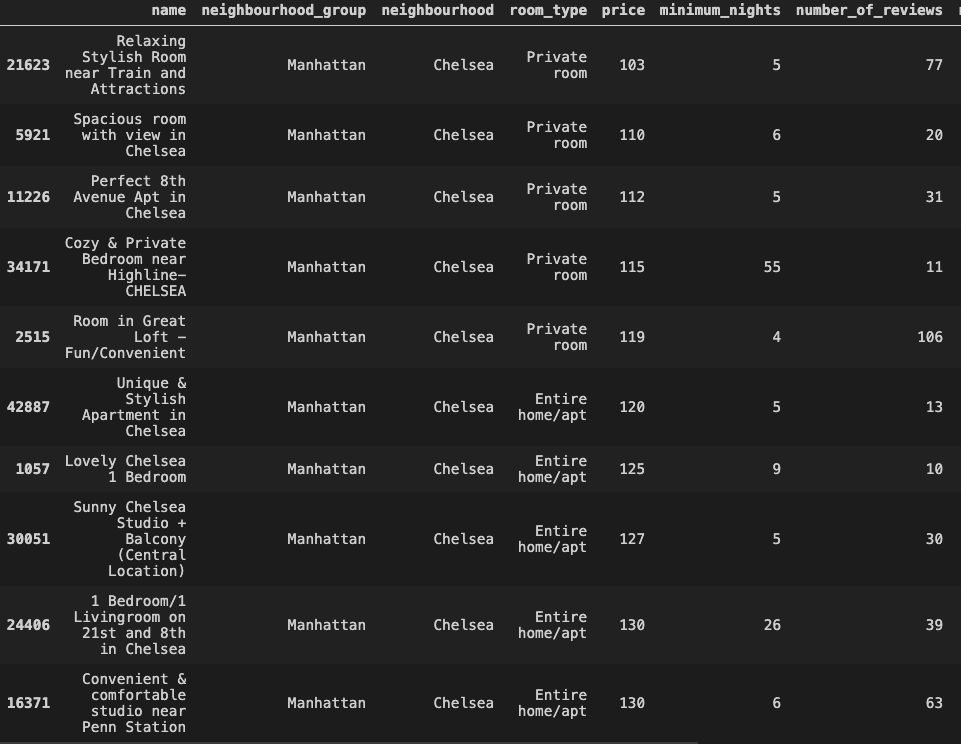 name neighbourhood_group neighbourhood room_type price minimum_nights number_of_reviews
Relaxing
Stylish Room
near Train and
Attractions
21623 Manhattan Chelsea Private room 103 5 77
Spacious room
with view in
Chelsea
5921 Manhattan Chelsea Private room 110 6 20
Perfect 8th
Avenue Apt in
Chelsea
11226 Manhattan Chelsea Private room 112 5 31
Cozy & Private
Bedroom near
Highline–
CHELSEA
34171 Manhattan Chelsea Private room 115 55 11
Room in Great
Loft –
Fun/Convenient
2515 Manhattan Chelsea Private room 119 4 106
Unique &
Stylish
Apartment in
Chelsea
42887 Manhattan Chelsea Entire home/apt 120 5 13
Lovely Chelsea
1 Bedroom
1057 Manhattan Chelsea Entire home/apt 125 9 10
Sunny Chelsea
Studio +
Balcony
(Central
Location)
30051 Manhattan Chelsea Entire home/apt 127 5 30
1 Bedroom/1
Livingroom on
21st and 8th
in Chelsea
24406 Manhattan Chelsea Entire home/apt 130 26 39
Convenient &
comfortable
studio near
Penn Station
16371 Manhattan Chelsea Entire home/apt 130 6 63